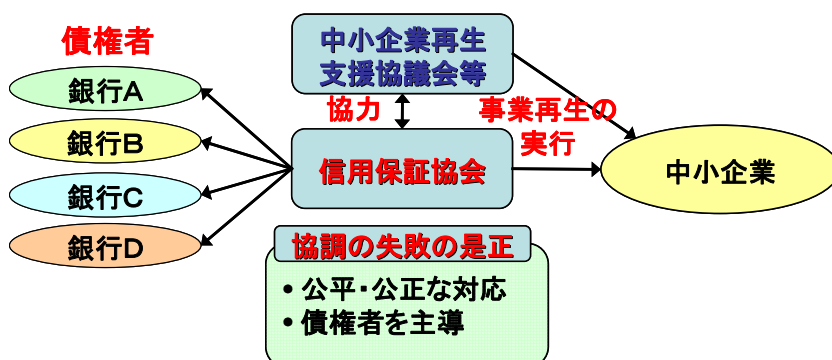 債権者
銀行A
銀行B
銀行C
銀行D
中小企業再生
支援協議会等
協力
信用保証協会
事業再生の
実行
中小企業
協調の失敗の是正
• 公平・公正な対応
• 債権者を主導